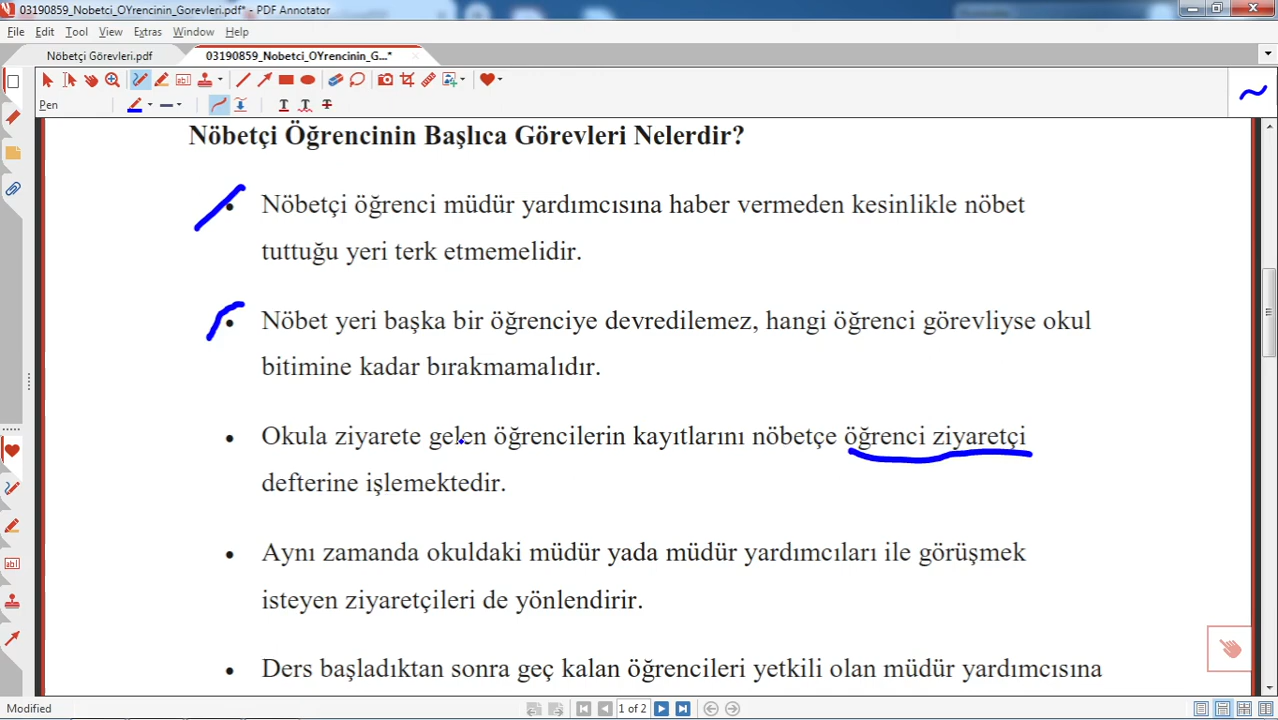 03190859_Nobetci_OYrencinin_Gorevleri.pdf* - PDF Annotator
File Edit Tool View Extras Window Help
Nöbetçi Görevleri.pdf 03190859_Nobetci_OYrencinin_G...*
Pen
Nöbetçi Öğrencinin Başlıca Görevleri Nelerdir?
• Nöbetçi öğrenci müdür yardımcısına haber vermeden kesinlikle nöbet
tuttuğu yeri terk etmemelidir.
• Nöbet yeri başka bir öğrenciye devredilemez, hangi öğrenci görevliyse okul
bitimine kadar bırakmamalıdır.
• Okula ziyarete gelen öğrencilerin kayıtlarını nöbetçe öğrenci ziyaretçi
defterine işlemektedir.
• Aynı zamanda okuldaki müdür yada müdür yardımcıları ile görüşmek
isteyen ziyaretçileri de yönlendirir.
• Ders başladıktan sonra geç kalan öğrencileri yetkili olan müdür yardımcısına
Modified 1 of 2